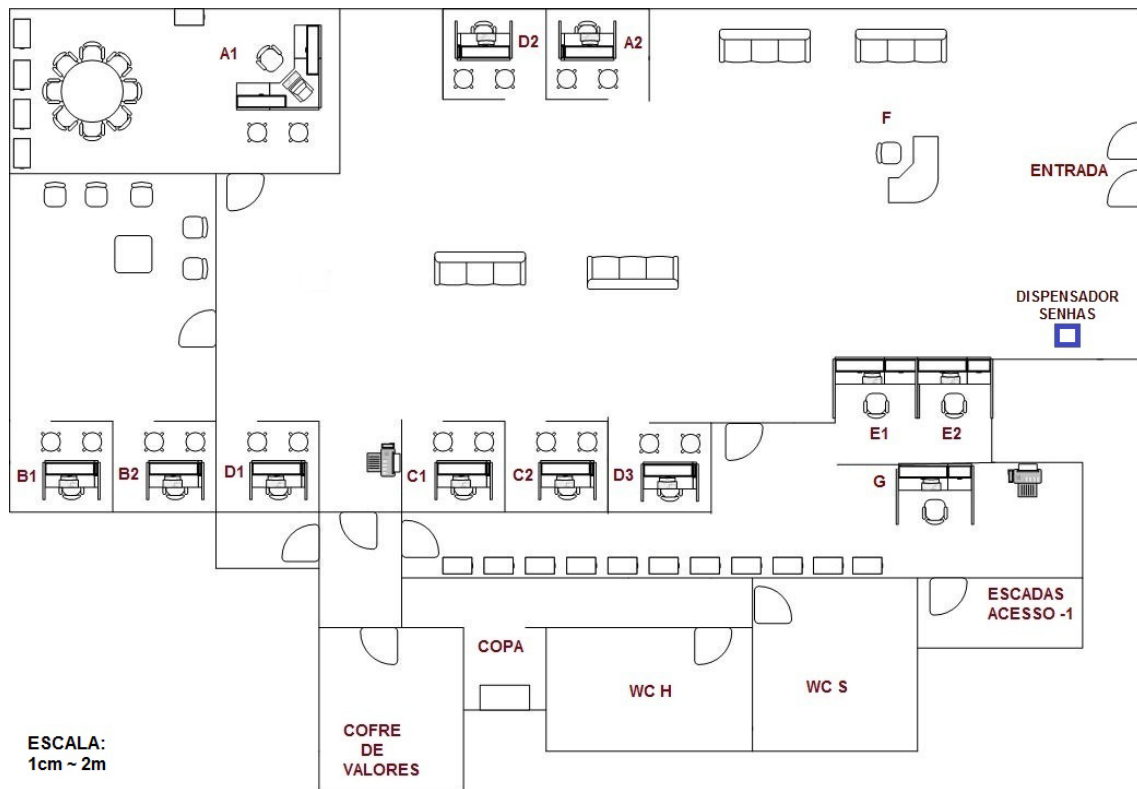 A1
D2
A2
F
ENTRADA
DISPENSADOR
SENHAS
E1
E2
B1
B2
D1
C1
C2
D3
G
ESCADAS
ACESSO -1
COPA
WC H
WC S
COFRE
DE
VALORES
ESCALA:
1cm ~ 2m